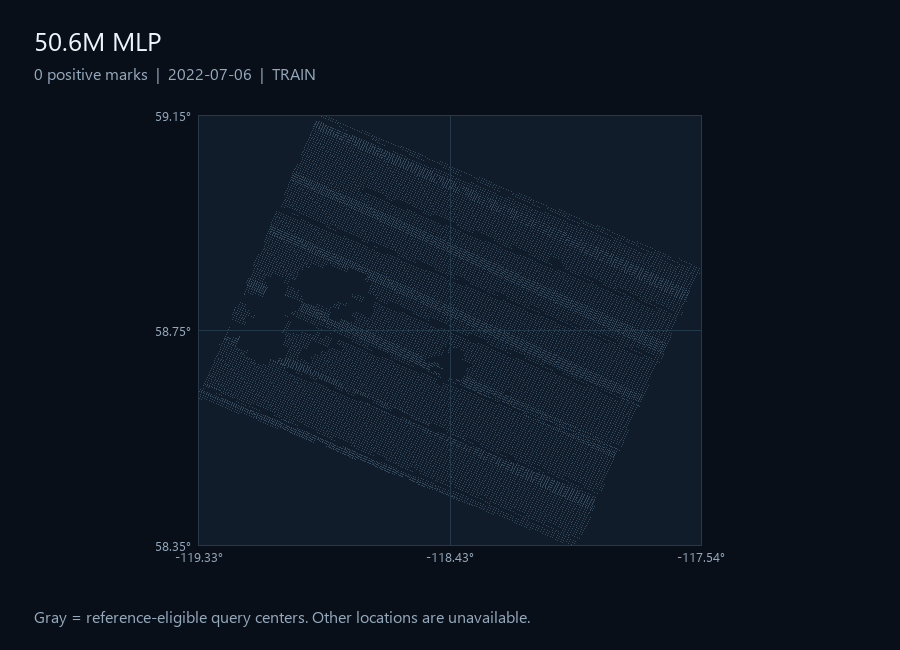 50.6M MLP
0 positive marks | 2022-07-06 | TRAIN
59.15°
58.75°
58.35°
-119.33°
-118.43°
-117.54°
Gray = reference-eligible query centers. Other locations are unavailable.